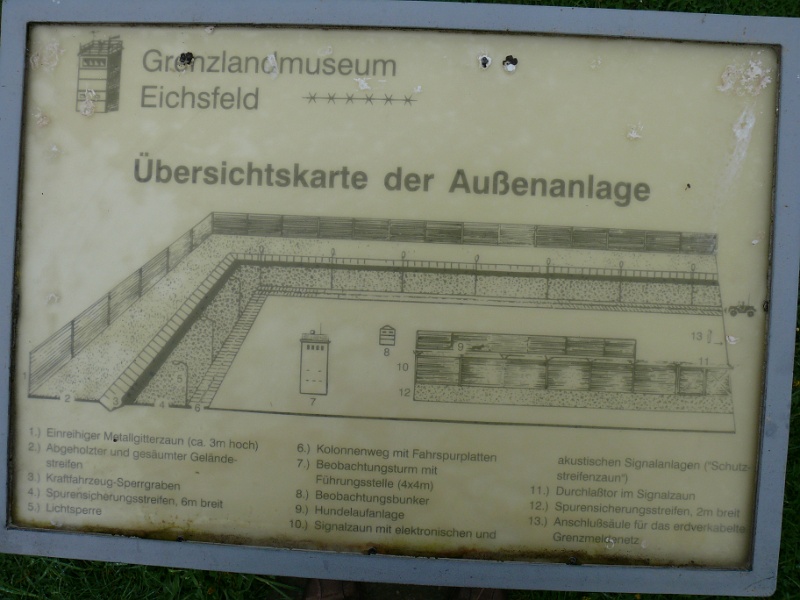 Grenzlandmuseum
Eichsfeld
Übersichtskarte der Außenanlage
1
2
3
4
5
6
7
8
9
10
11
12
13
1.) Einreihiger Metallgitterzaun (ca. 3m hoch)
2.) Abgeholzter und gesäumter Gelände-
streifen
3.) Kraftfahrzeug-Sperrgraben
4.) Spurensicherungsstreifen, 6m breit
5.) Lichtsperre
6.) Kolonnenweg mit Fahrspurplatten
7.) Beobachtungsturm mit
Führungsstelle (4x4m)
8.) Beobachtungsbunker
9.) Hundelaufanlage
10.) Signalzaun mit elektronischen und
akustischen Signalanlagen ("Schutz-
streifenzaun")
11.) Durchlaßtor im Signalzaun
12.) Spurensicherungsstreifen, 2m breit
13.) Anschlußsäule für das erdverkabelte
Grenzmeldenetz